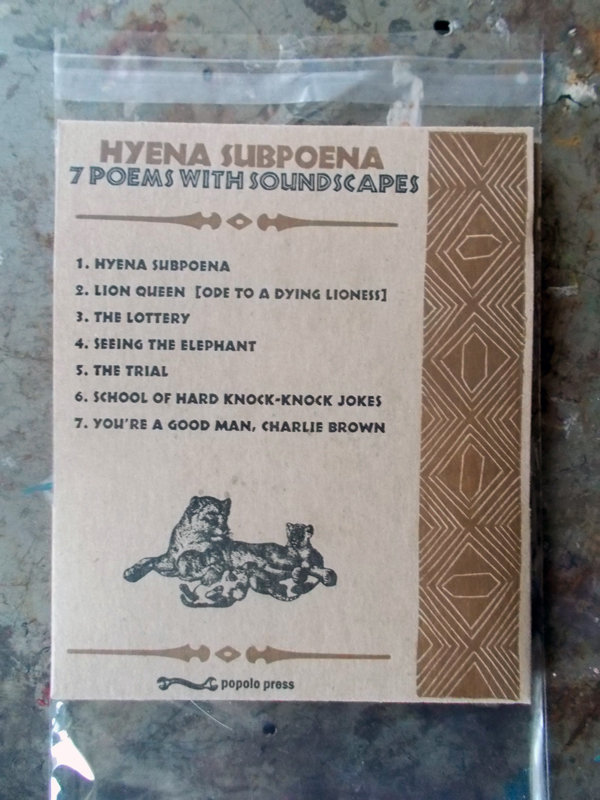 HYENA SUBPOENA
7 POEMS WITH SOUNDSCAPES
1. HYENA SUBPOENA
2. LION QUEEN [ODE TO A DYING LIONESS]
3. THE LOTTERY
4. SEEING THE ELEPHANT
5. THE TRIAL
6. SCHOOL OF HARD KNOCK-KNOCK JOKES
7. YOU'RE A GOOD MAN, CHARLIE BROWN
popolo press